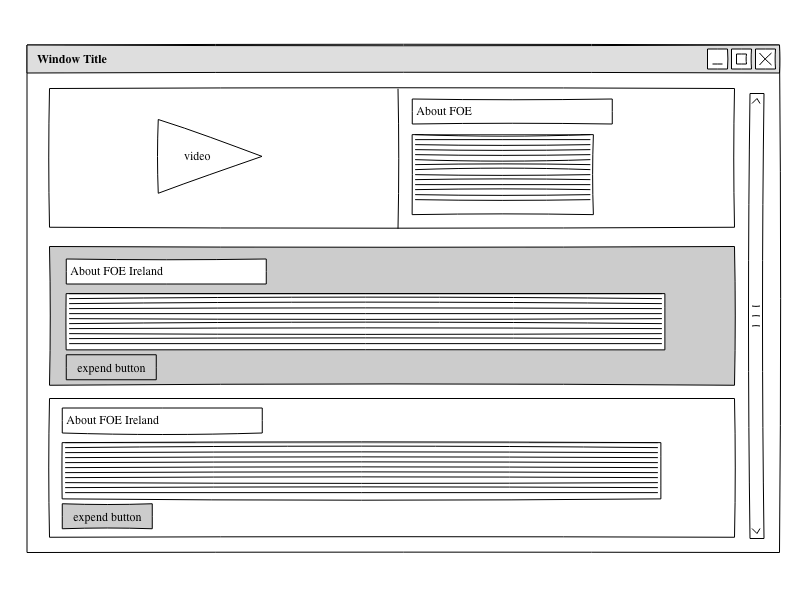 Window Title
video
About FOE
About FOE Ireland
expend button
About FOE Ireland
expend button